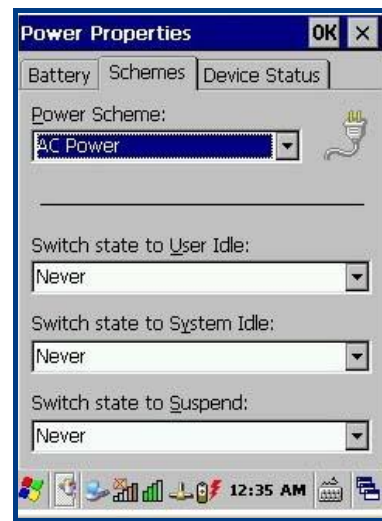 Power Properties OK ×
Battery Schemes Device Status
Power Scheme:
AC Power
Switch state to User Idle:
Never
Switch state to System Idle:
Never
Switch state to Suspend:
Never
12:35 AM